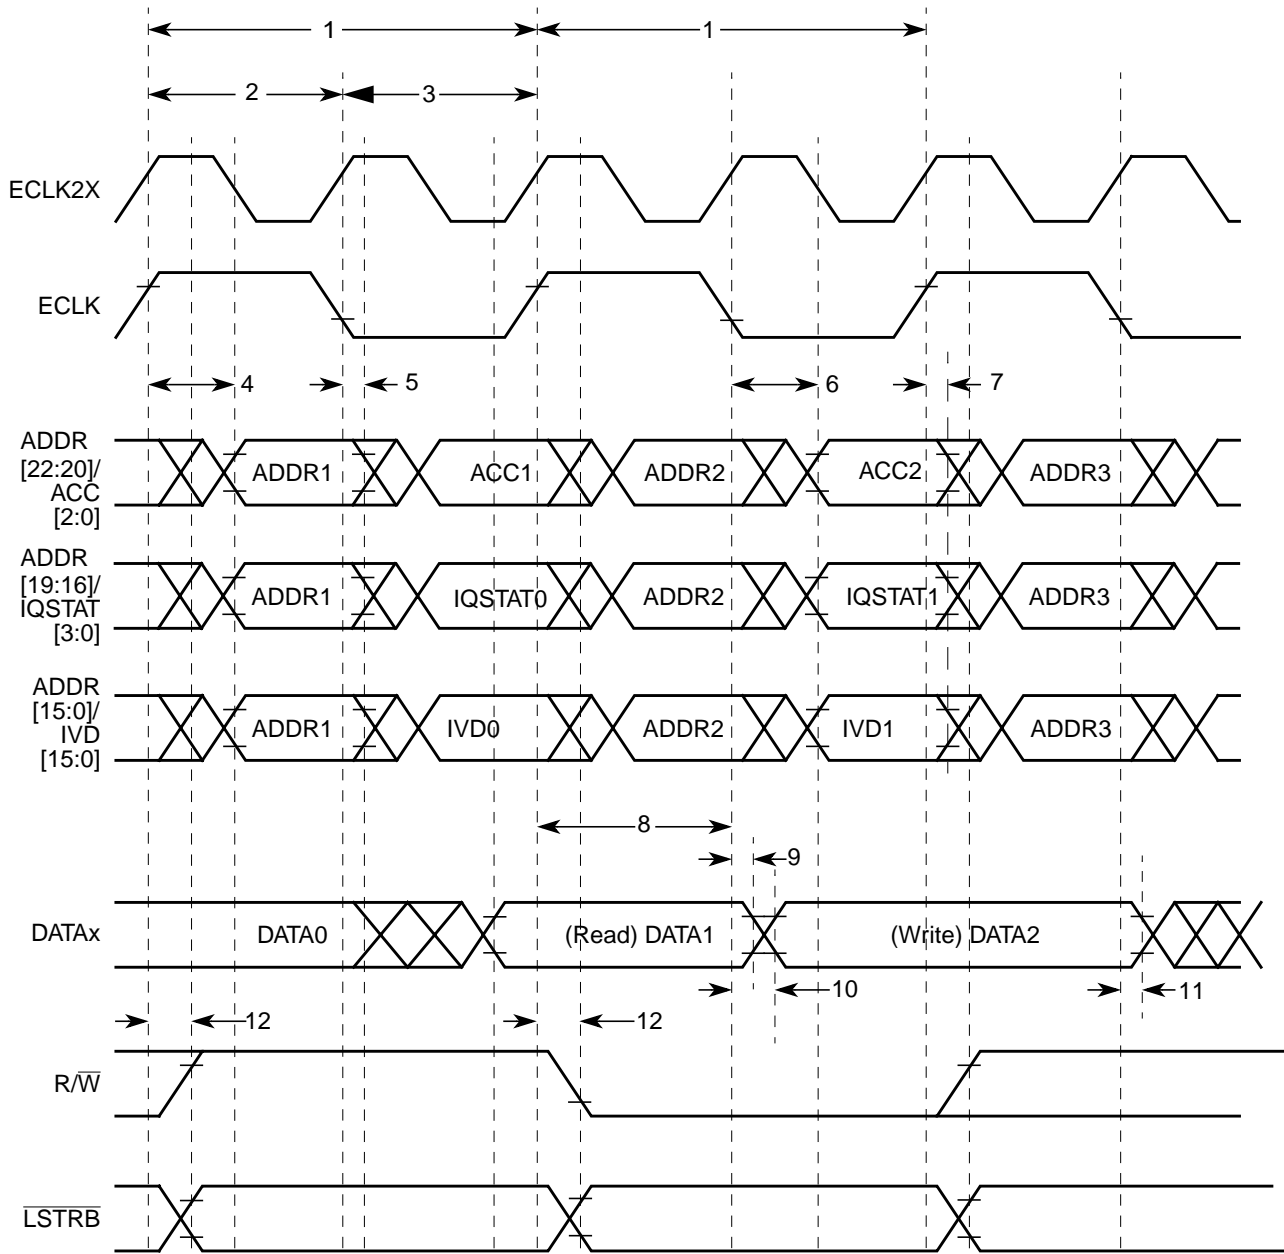 1 1
2 3
ECLK2X
ECLK
4 5 6 7
ADDR
[22:20]/
ACC
[2:0]
ADDR1 ACC1 ADDR2 ACC2 ADDR3
ADDR
[19:16]/
IQSTAT
[3:0]
ADDR1 IQSTAT0 ADDR2 IQSTAT1 ADDR3
ADDR
[15:0]/
IVD
[15:0]
ADDR1 IVD0 ADDR2 IVD1 ADDR3
8
9
DATAx DATA0 (Read) DATA1 (Write) DATA2
10 11
12 12
R/W̅
L̅S̅T̅R̅B̅